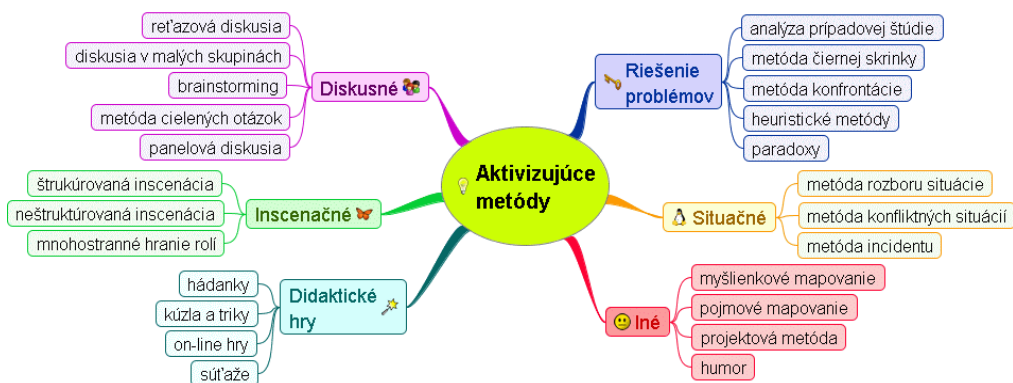 Aktivizujúce
metódy
Diskusné
reťazová diskusia
diskusia v malých skupinách
brainstorming
metóda cielených otázok
panelová diskusia
Inscenačné
štrukúrovaná inscenácia
neštruktúrovaná inscenácia
mnohostranné hranie rolí
Didaktické
hry
hádanky
kúzla a triky
on-line hry
súťaže
Riešenie
problémov
analýza prípadovej štúdie
metóda čiernej skrinky
metóda konfrontácie
heuristické metódy
paradoxy
Situačné
metóda rozboru situácie
metóda konfliktných situácií
metóda incidentu
Iné
myšlienkové mapovanie
pojmové mapovanie
projektová metóda
humor